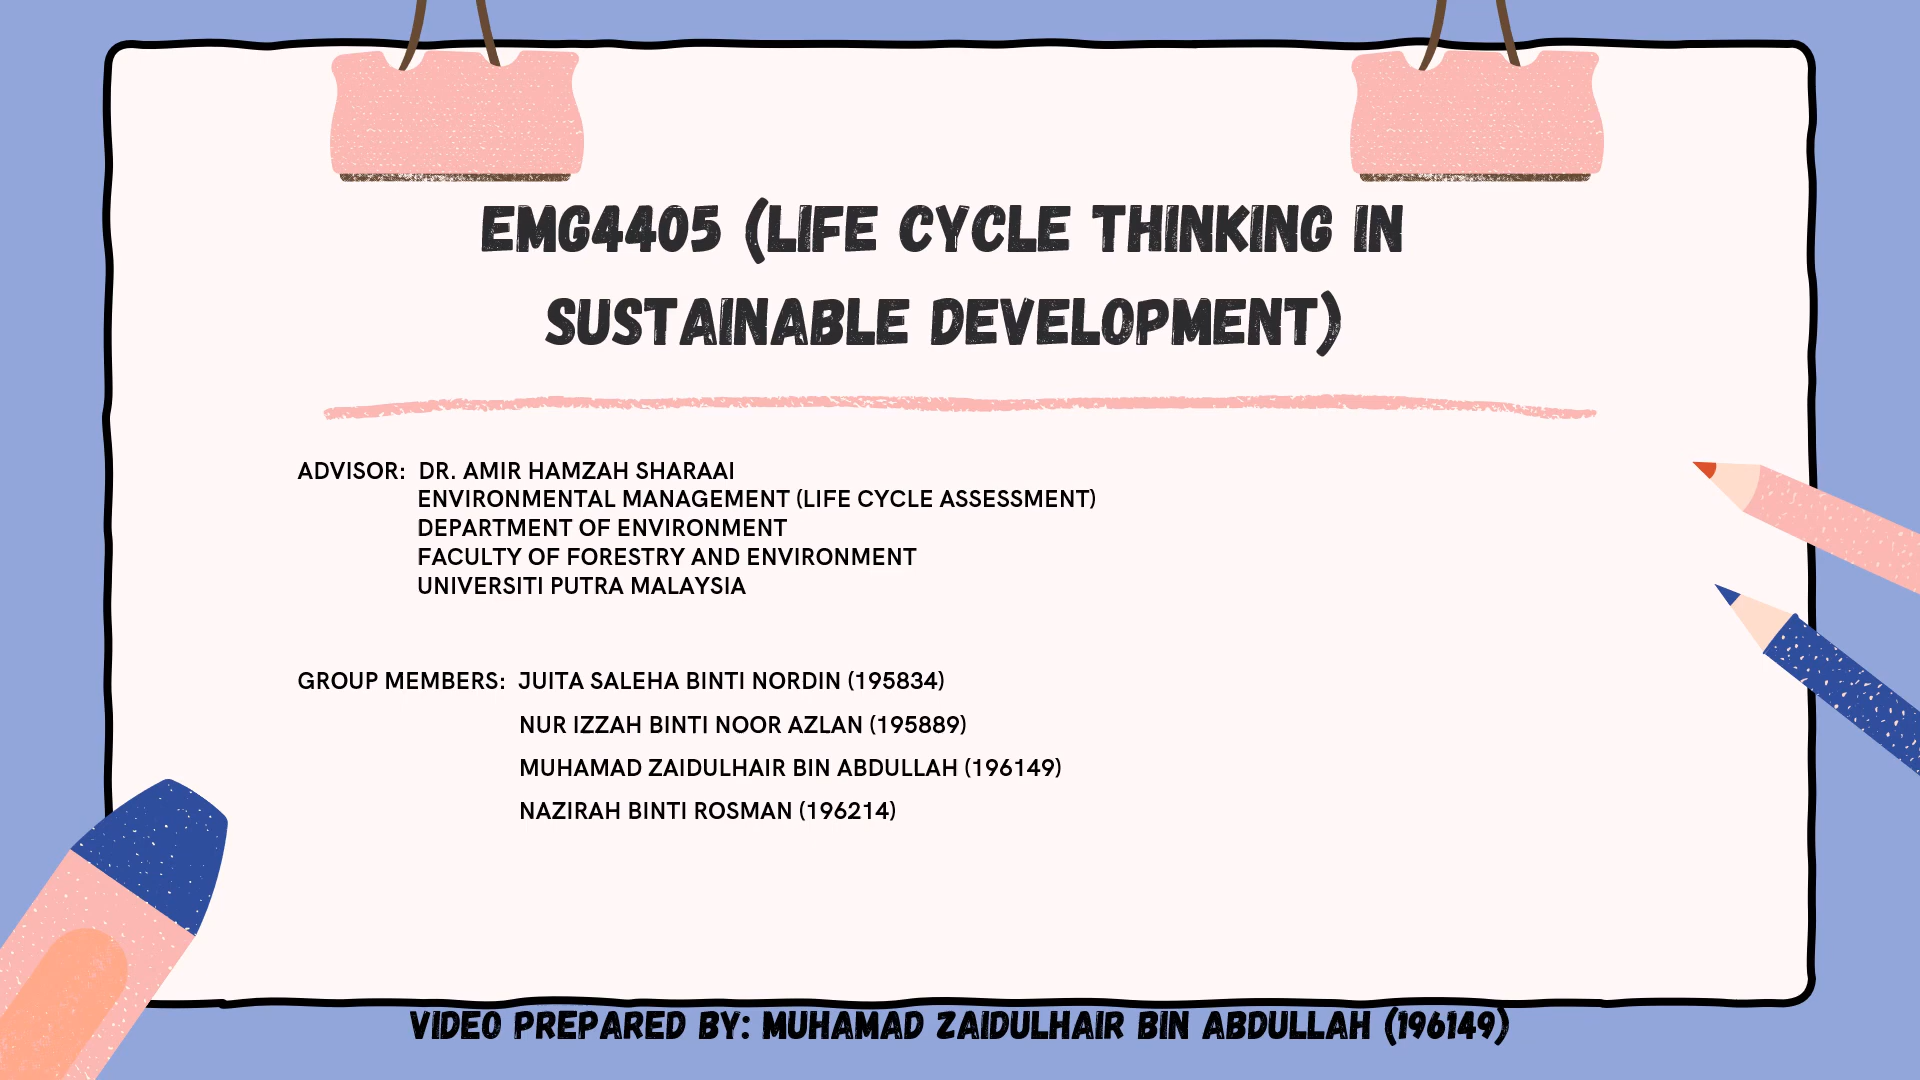 EMG4405 (LIFE CYCLE THINKING IN
SUSTAINABLE DEVELOPMENT)
ADVISOR: DR. AMIR HAMZAH SHARAAI
ENVIRONMENTAL MANAGEMENT (LIFE CYCLE ASSESSMENT)
DEPARTMENT OF ENVIRONMENT
FACULTY OF FORESTRY AND ENVIRONMENT
UNIVERSITI PUTRA MALAYSIA
GROUP MEMBERS: JUITA SALEHA BINTI NORDIN (195834)
NUR IZZAH BINTI NOOR AZLAN (195889)
MUHAMAD ZAIDULHAIR BIN ABDULLAH (196149)
NAZIRAH BINTI ROSMAN (196214)
VIDEO PREPARED BY: MUHAMAD ZAIDULHAIR BIN ABDULLAH (196149)